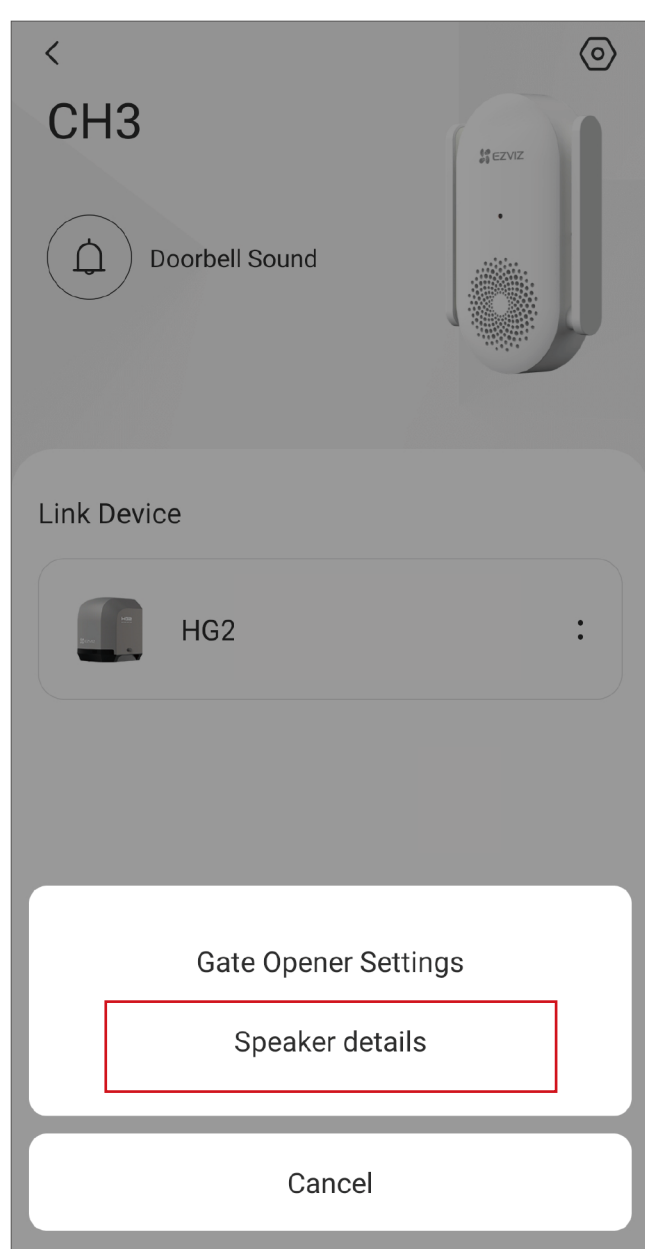 CH3
EZVIZ
Doorbell Sound
Link Device
HG2
Gate Opener Settings
Speaker details
Cancel